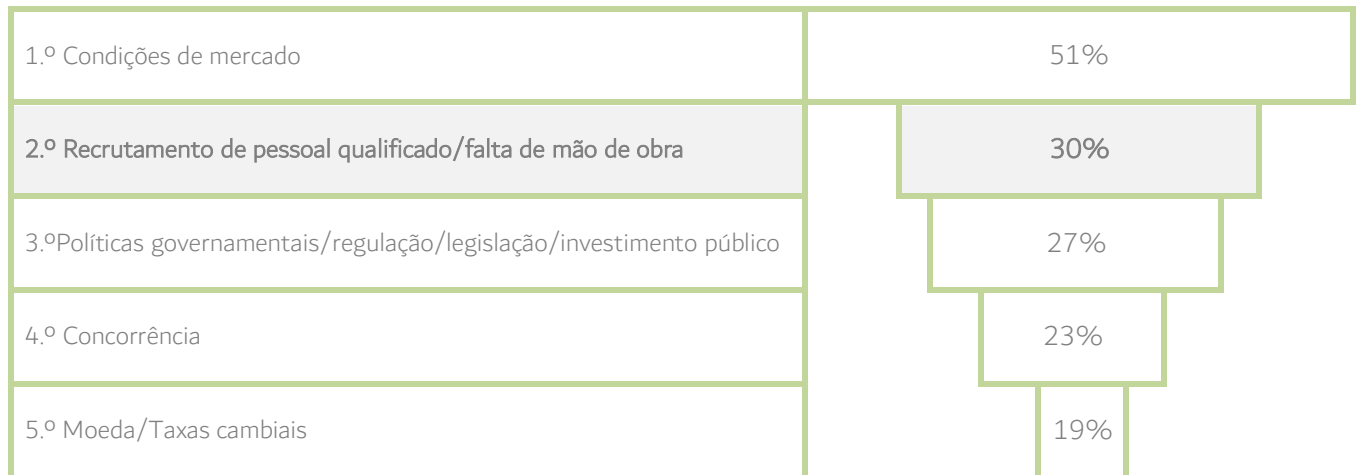 1.º Condições de mercado 51%
2.º Recrutamento de pessoal qualificado/falta de mão de obra 30%
3.ºPolíticas governamentais/regulação/legislação/investimento público 27%
4.º Concorrência 23%
5.º Moeda/Taxas cambiais 19%